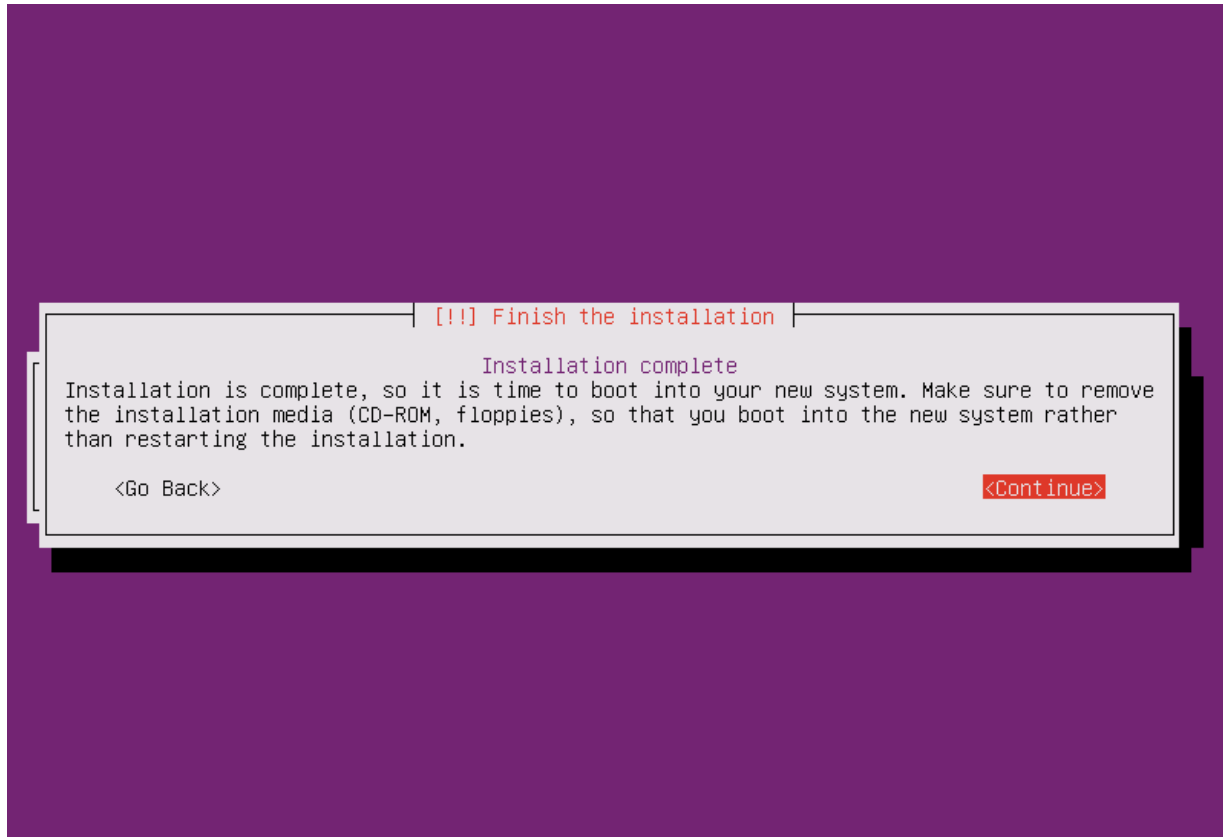 [!!] Finish the installation
Installation complete
Installation is complete, so it is time to boot into your new system. Make sure to remove
the installation media (CD-ROM, floppies), so that you boot into the new system rather
than restarting the installation.
<Go Back> <Continue>